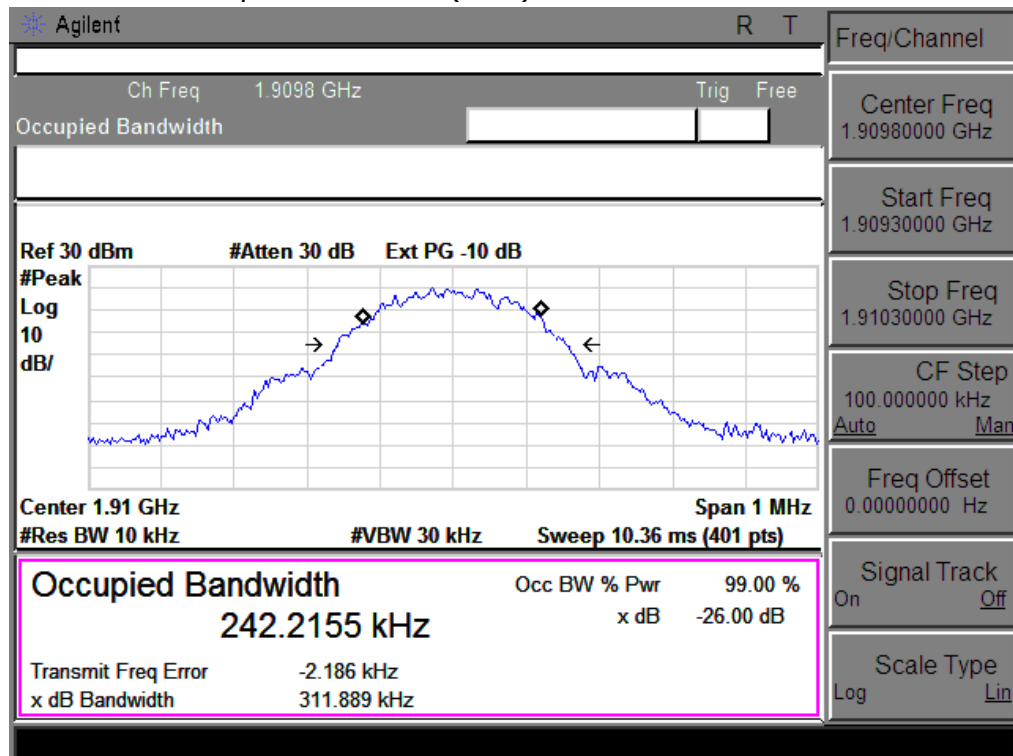 Agilent R T
Ch Freq 1.9098 GHz Trig Free
Occupied Bandwidth
Ref 30 dBm #Atten 30 dB Ext PG -10 dB
#Peak
Log
10
dB/
Center 1.91 GHz Span 1 MHz
#Res BW 10 kHz #VBW 30 kHz Sweep 10.36 ms (401 pts)
Occupied Bandwidth Occ BW % Pwr 99.00 %
242.2155 kHz x dB -26.00 dB
Transmit Freq Error -2.186 kHz
x dB Bandwidth 311.889 kHz
Freq/Channel
Center Freq
1.90980000 GHz
Start Freq
1.90930000 GHz
Stop Freq
1.91030000 GHz
CF Step
100.000000 kHz
Auto Man
Freq Offset
0.00000000 Hz
Signal Track
On Off
Scale Type
Log Lin